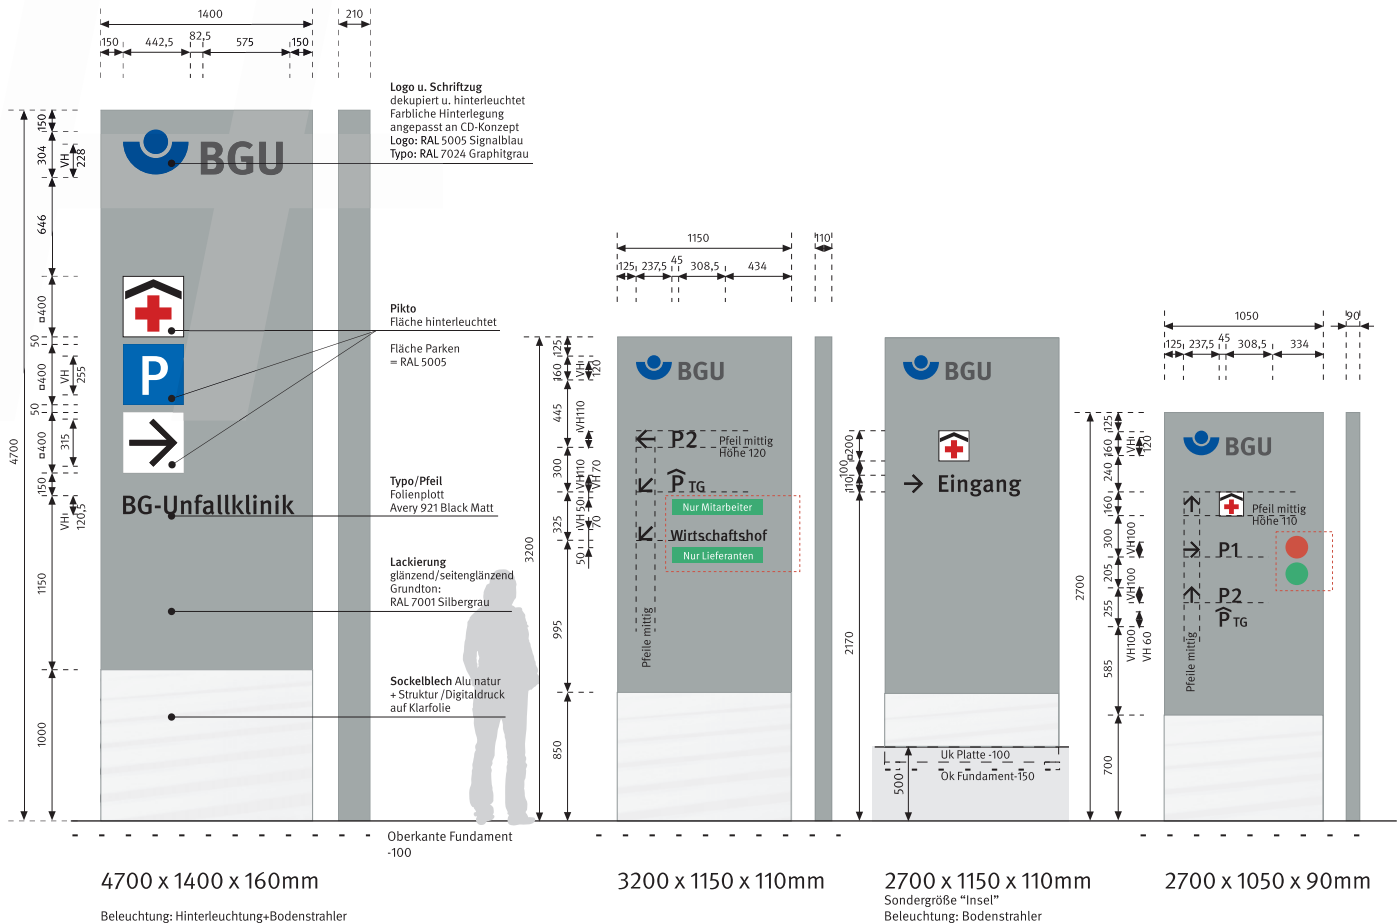 1400
210
150
442,5
82,5
575
150
Logo u. Schriftzug
dekupiert u. hinterleuchtet
Farbliche Hinterlegung
angepasst an CD-Konzept
Logo: RAL 5005 Signalblau
Typo: RAL 7024 Graphitgrau
BGU
4700
150
304
VH
228
646
400
50
400
VH
255
50
400
315
150
VH
120,5
1150
1000
P
BG-Unfallklinik
Pikto
Fläche hinterleuchtet
Fläche Parken
= RAL 5005
Typo/Pfeil
Folienplott
Avery 921 Black Matt
Lackierung
glänzend/seitenglänzend
Grundton:
RAL 7001 Silbergrau
Sockelblech Alu natur
+ Struktur /Digitaldruck
auf Klarfolie
Oberkante Fundament
-100
4700 x 1400 x 160mm
Beleuchtung: Hinterleuchtung+Bodenstrahler
1150
110
125
237,5
45
308,5
434
3200
125
160
VH
120
445
VH110
300
VH110
VH 70
325
VH 50
70
50
995
850
BGU
P2
Pfeil mittig
Höhe 120
P TG
Nur Mitarbeiter
Wirtschaftshof
Nur Lieferanten
Pfeile mittig
3200 x 1150 x 110mm
200
100
110
2170
BGU
Eingang
Uk Platte -100
Ok Fundament-150
500
2700 x 1150 x 110mm
Sondergröße “Insel”
Beleuchtung: Bodenstrahler
1050
90
125
237,5
45
308,5
334
2700
125
160
VH
120
240
160
300
VH100
205
VH100
255
VH100
VH 60
585
700
BGU
Pfeil mittig
Höhe 110
P1
P2
P TG
Pfeile mittig
2700 x 1050 x 90mm